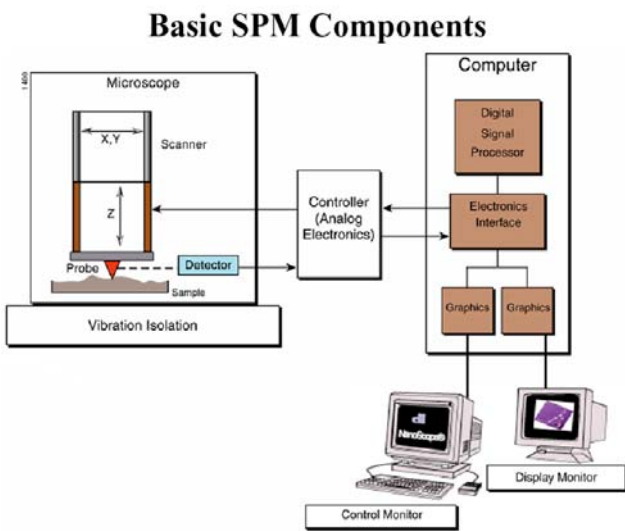 Basic SPM Components
1400
Microscope
X,Y
Scanner
Z
Probe
Detector
Sample
Vibration Isolation
Controller
(Analog
Electronics)
Computer
Digital
Signal
Processor
Electronics
Interface
Graphics
Graphics
NanoScope®
Control Monitor
Display Monitor